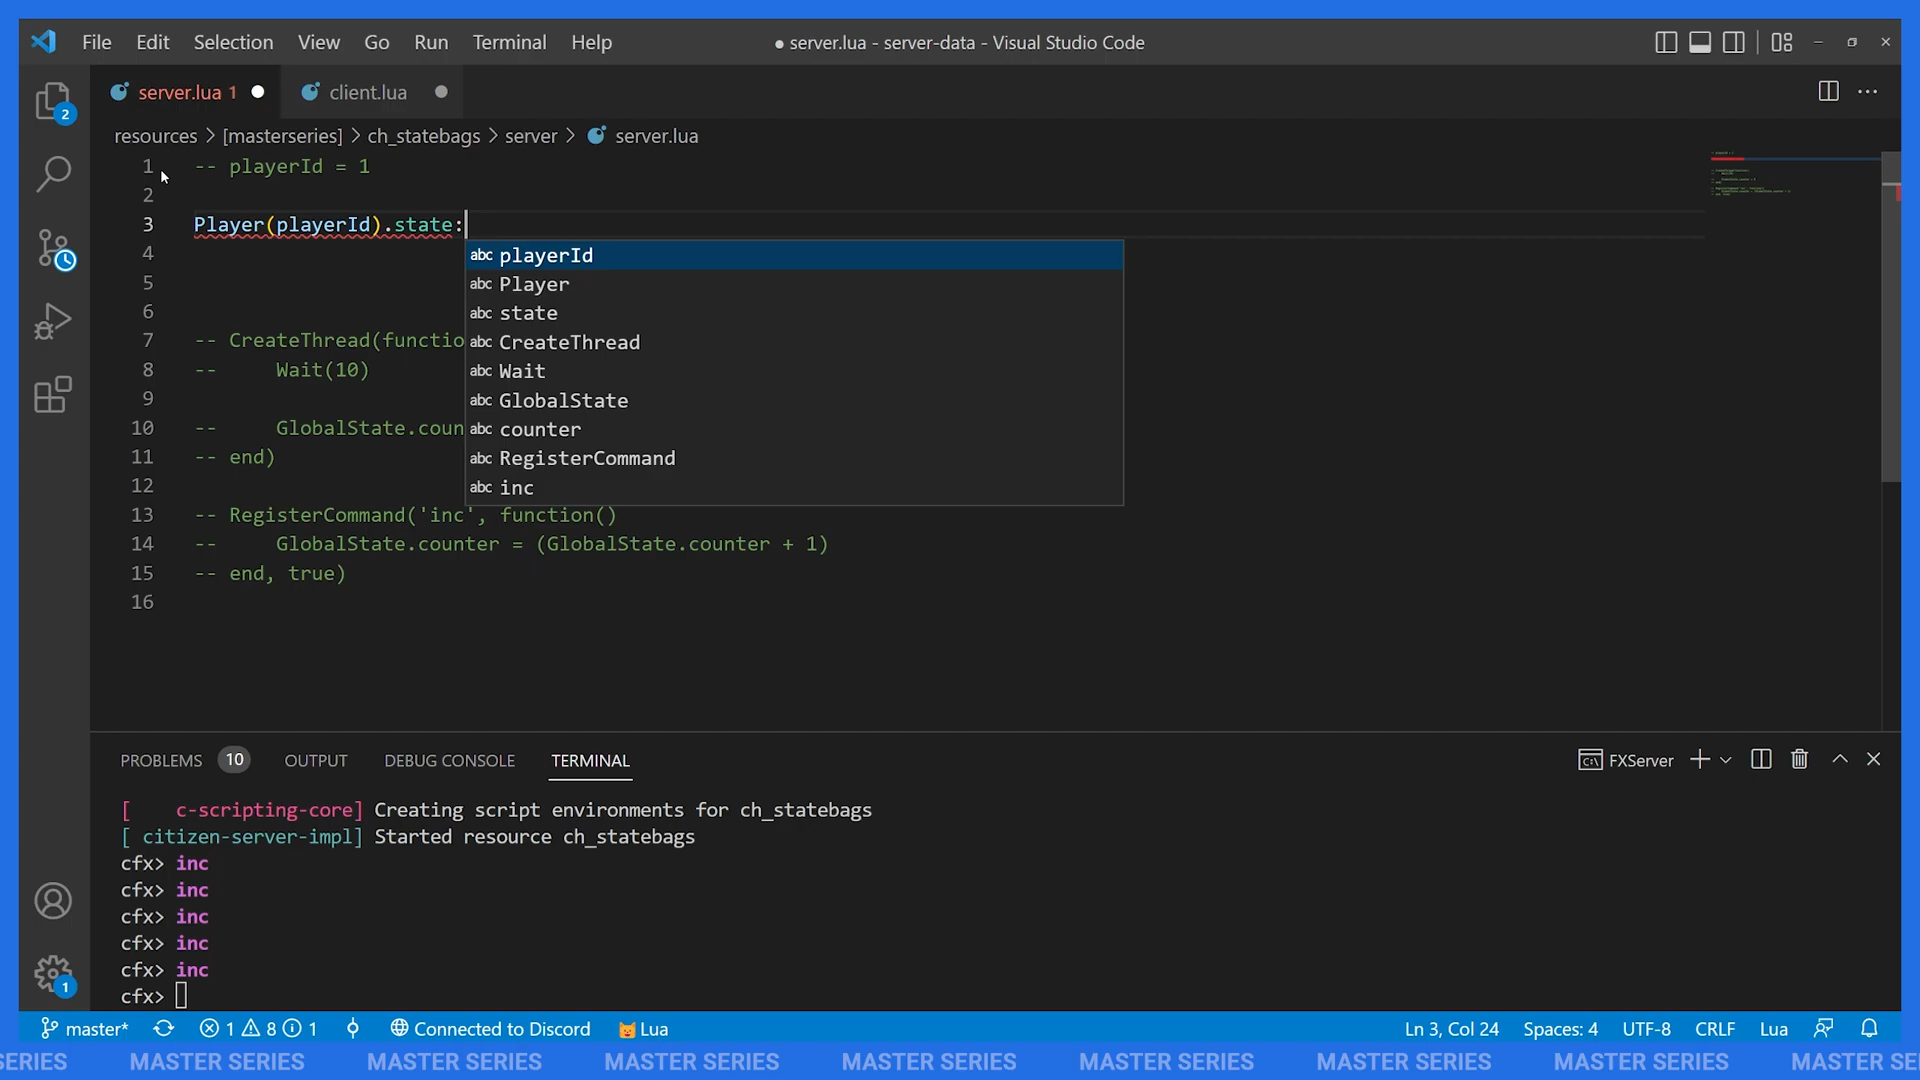 File Edit Selection View Go Run Terminal Help
● server.lua - server-data - Visual Studio Code
server.lua 1 ● client.lua ●
resources > [masterseries] > ch_statebags > server > server.lua
1 -- playerId = 1
2
3 Player(playerId).state:
4
5
6
7 -- CreateThread(functio
8 -- Wait(10)
9
10 -- GlobalState.coun
11 -- end)
12
13 -- RegisterCommand('inc', function()
14 -- GlobalState.counter = (GlobalState.counter + 1)
15 -- end, true)
16
abc playerId
abc Player
abc state
abc CreateThread
abc Wait
abc GlobalState
abc counter
abc RegisterCommand
abc inc
2
1
PROBLEMS 10 OUTPUT DEBUG CONSOLE TERMINAL
FXServer
[ c-scripting-core] Creating script environments for ch_statebags
[ citizen-server-impl] Started resource ch_statebags
cfx> inc
cfx> inc
cfx> inc
cfx> inc
cfx> inc
cfx>
master* 1 8 1 Connected to Discord Lua
Ln 3, Col 24 Spaces: 4 UTF-8 CRLF Lua
SERIES MASTER SERIES MASTER SERIES MASTER SERIES MASTER SERIES MASTER SERIES MASTER SERIES MASTER SERIES MASTER SE